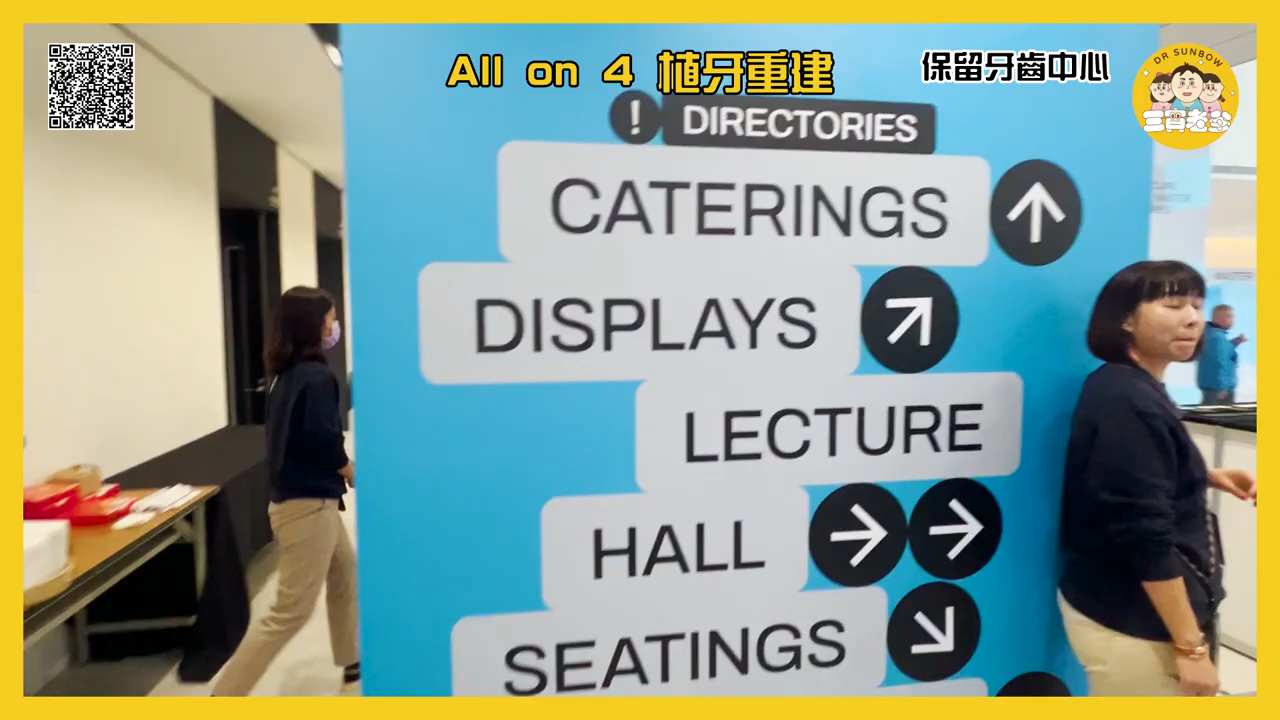 All on 4 植牙重建
保留牙齒中心
DR SUNBOW
三寶老爸
! DIRECTORIES
CATERINGS ↑
DISPLAYS ↗
LECTURE
HALL → →
SEATINGS ↘